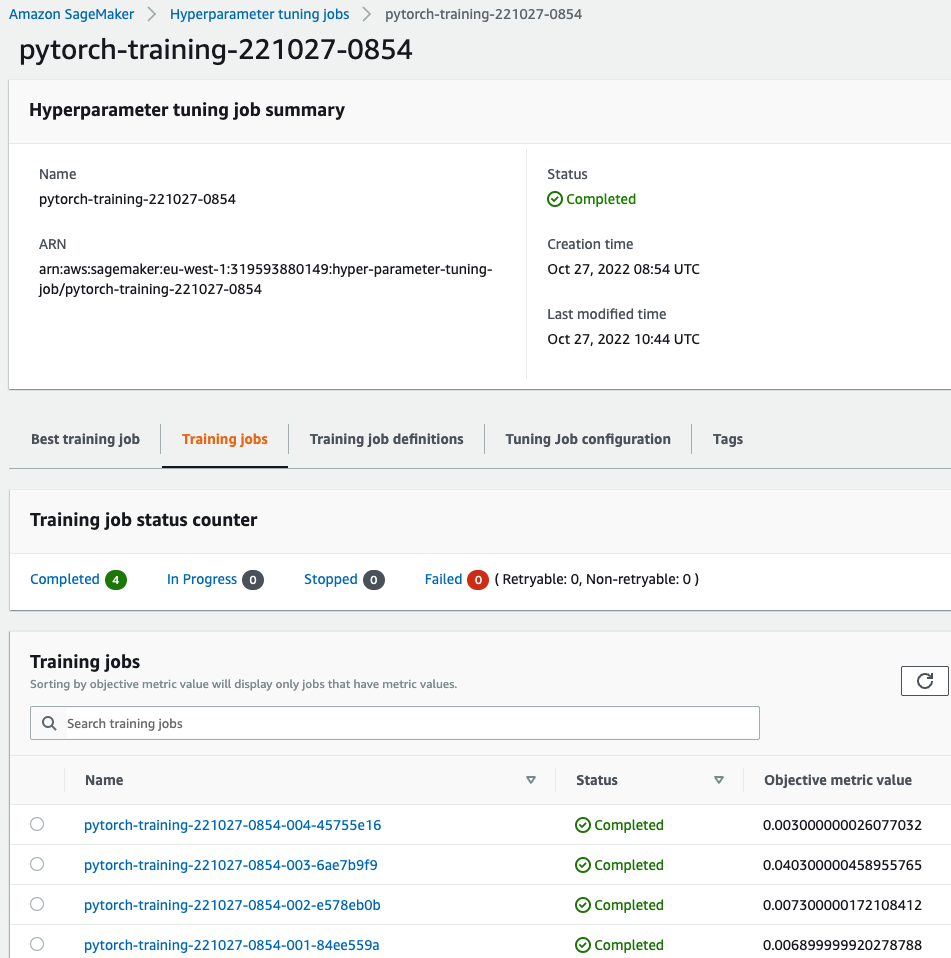 Amazon SageMaker > Hyperparameter tuning jobs > pytorch-training-221027-0854
pytorch-training-221027-0854
Hyperparameter tuning job summary
Name
pytorch-training-221027-0854
ARN
arn:aws:sagemaker:eu-west-1:319593880149:hyper-parameter-tuning-
job/pytorch-training-221027-0854
Status
Completed
Creation time
Oct 27, 2022 08:54 UTC
Last modified time
Oct 27, 2022 10:44 UTC
Best training job Training jobs Training job definitions Tuning Job configuration Tags
Training job status counter
Completed 4 In Progress 0 Stopped 0 Failed 0 ( Retryable: 0, Non-retryable: 0 )
Training jobs
Sorting by objective metric value will display only jobs that have metric values.
Search training jobs
Name Status Objective metric value
pytorch-training-221027-0854-004-45755e16 Completed 0.003000000026077032
pytorch-training-221027-0854-003-6ae7b9f9 Completed 0.040300000458955765
pytorch-training-221027-0854-002-e578eb0b Completed 0.007300000172108412
pytorch-training-221027-0854-001-84ee559a Completed 0.006899999920278788